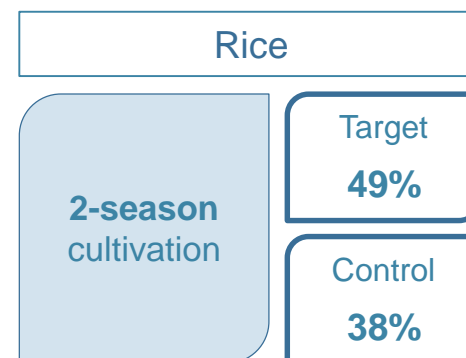 Rice
2-season
cultivation
Target
49%
Control
38%